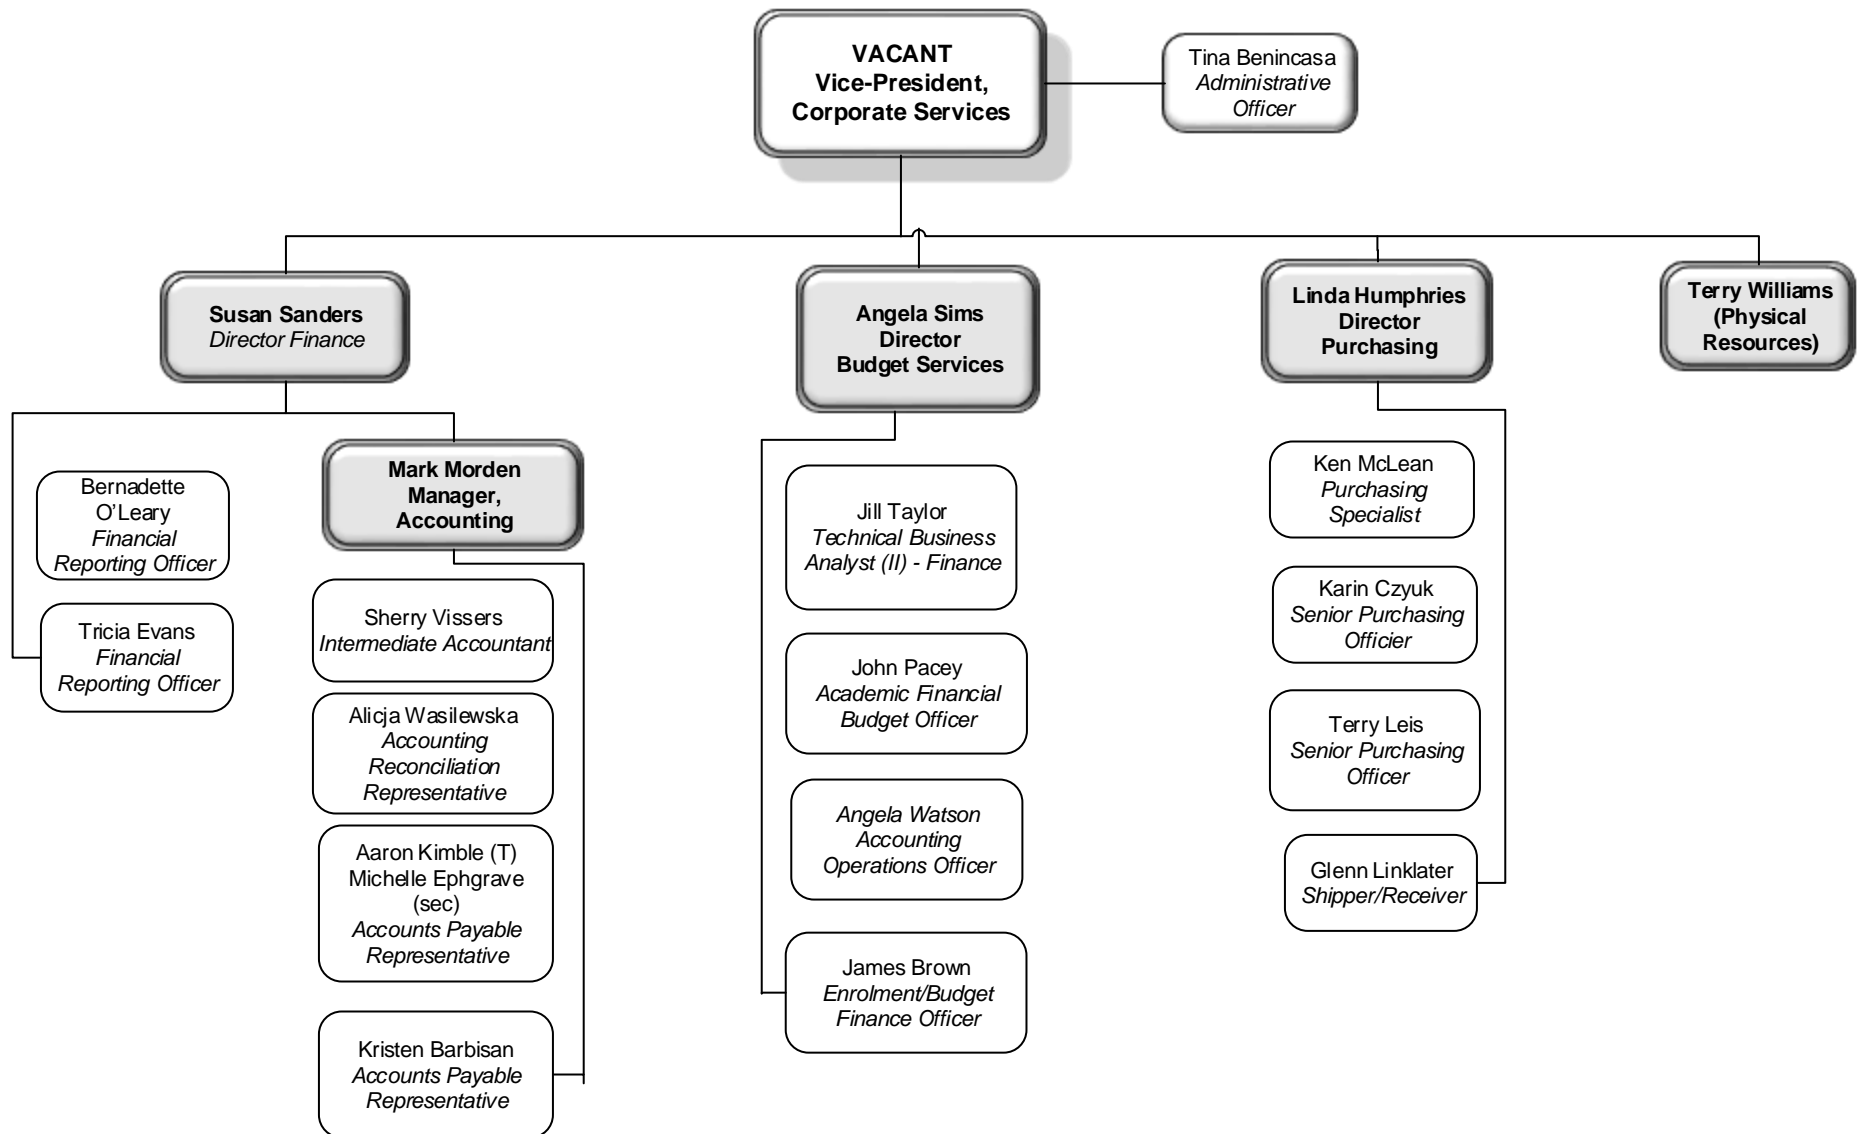 VACANT
Vice-President,
Corporate Services
Tina Benincasa
Administrative
Officer
Susan Sanders
Director Finance
Angela Sims
Director
Budget Services
Linda Humphries
Director
Purchasing
Terry Williams
(Physical
Resources)
Bernadette
O’Leary
Financial
Reporting Officer
Tricia Evans
Financial
Reporting Officer
Mark Morden
Manager,
Accounting
Sherry Vissers
Intermediate Accountant
Alicja Wasilewska
Accounting
Reconciliation
Representative
Aaron Kimble (T)
Michelle Ephgrave
(sec)
Accounts Payable
Representative
Kristen Barbisan
Accounts Payable
Representative
Jill Taylor
Technical Business
Analyst (II) - Finance
John Pacey
Academic Financial
Budget Officer
Angela Watson
Accounting
Operations Officer
James Brown
Enrolment/Budget
Finance Officer
Ken McLean
Purchasing
Specialist
Karin Czyuk
Senior Purchasing
Officier
Terry Leis
Senior Purchasing
Officer
Glenn Linklater
Shipper/Receiver